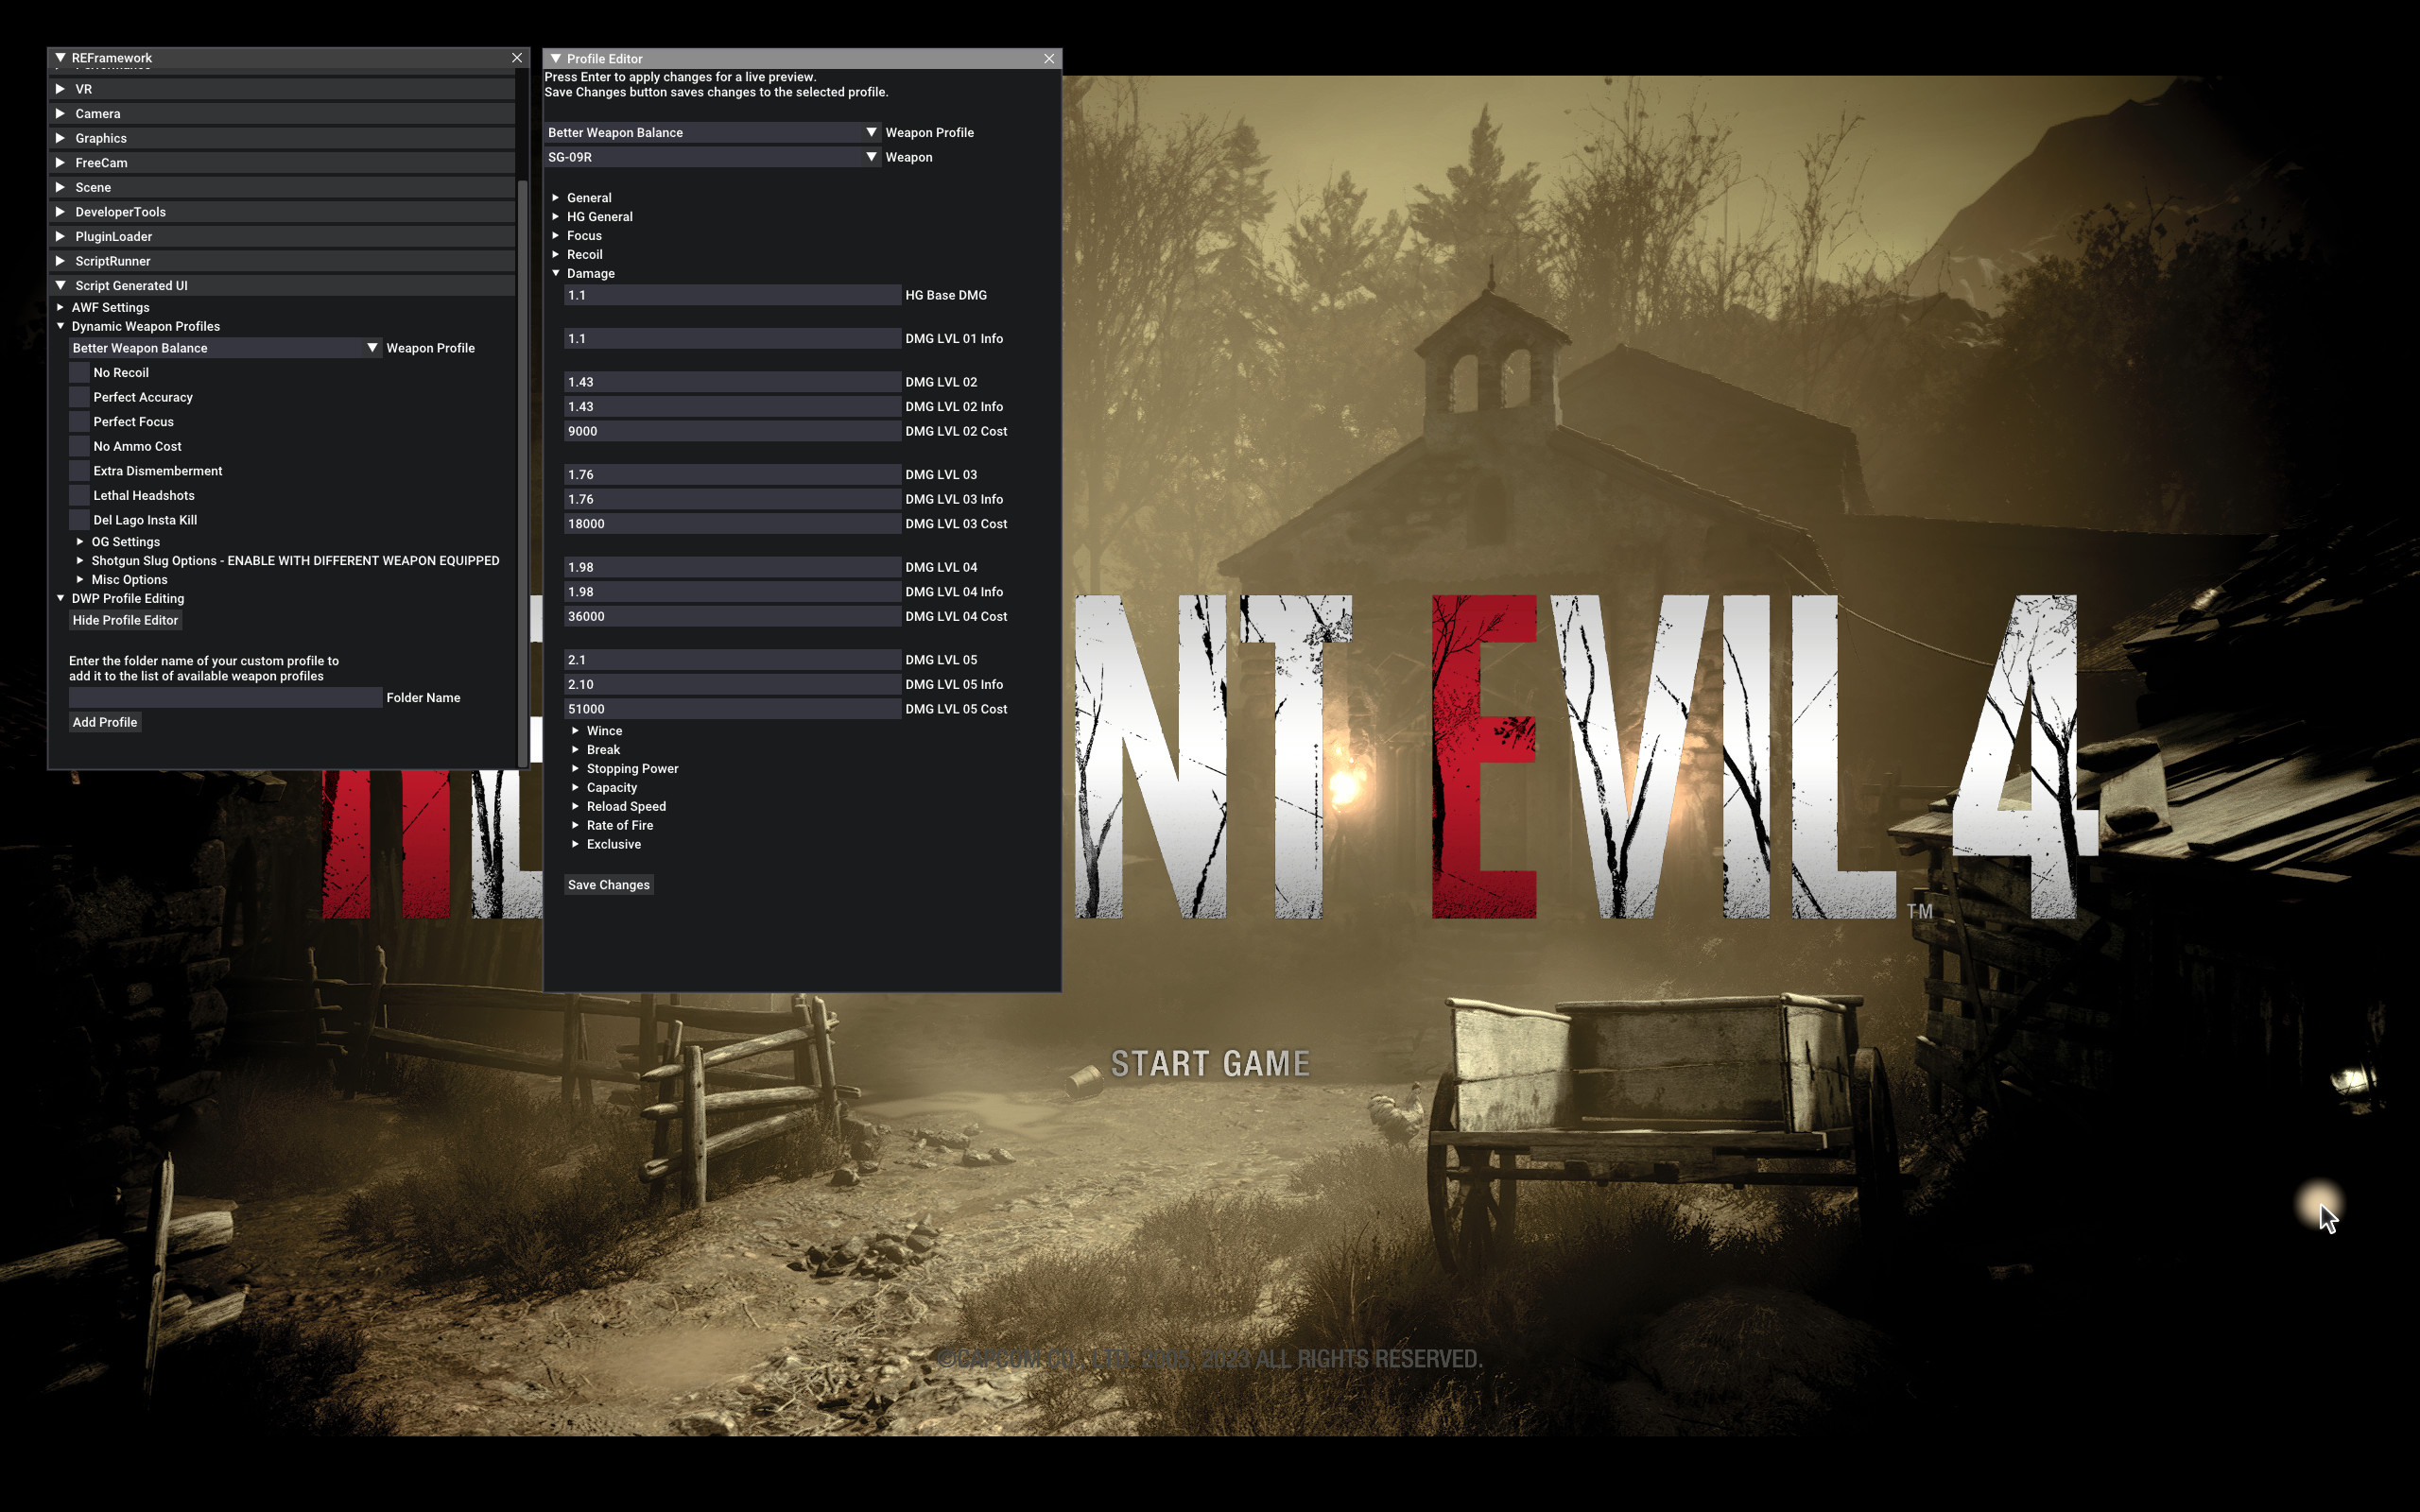 REFramework
VR
Camera
Graphics
FreeCam
Scene
DeveloperTools
PluginLoader
ScriptRunner
Script Generated UI
AWF Settings
Dynamic Weapon Profiles
Better Weapon Balance Weapon Profile
No Recoil
Perfect Accuracy
Perfect Focus
No Ammo Cost
Extra Dismemberment
Lethal Headshots
Del Lago Insta Kill
OG Settings
Shotgun Slug Options - ENABLE WITH DIFFERENT WEAPON EQUIPPED
Misc Options
DWP Profile Editing
Hide Profile Editor
Enter the folder name of your custom profile to
add it to the list of available weapon profiles
Folder Name
Add Profile
Profile Editor
Press Enter to apply changes for a live preview.
Save Changes button saves changes to the selected profile.
Better Weapon Balance Weapon Profile
SG-09R Weapon
General
HG General
Focus
Recoil
Damage
1.1 HG Base DMG
1.1 DMG LVL 01 Info
1.43 DMG LVL 02
1.43 DMG LVL 02 Info
9000 DMG LVL 02 Cost
1.76 DMG LVL 03
1.76 DMG LVL 03 Info
18000 DMG LVL 03 Cost
1.98 DMG LVL 04
1.98 DMG LVL 04 Info
36000 DMG LVL 04 Cost
2.1 DMG LVL 05
2.10 DMG LVL 05 Info
51000 DMG LVL 05 Cost
Wince
Break
Stopping Power
Capacity
Reload Speed
Rate of Fire
Exclusive
Save Changes
NT EVIL 4
TM
START GAME
©CAPCOM CO., LTD. 2005, 2023 ALL RIGHTS RESERVED.